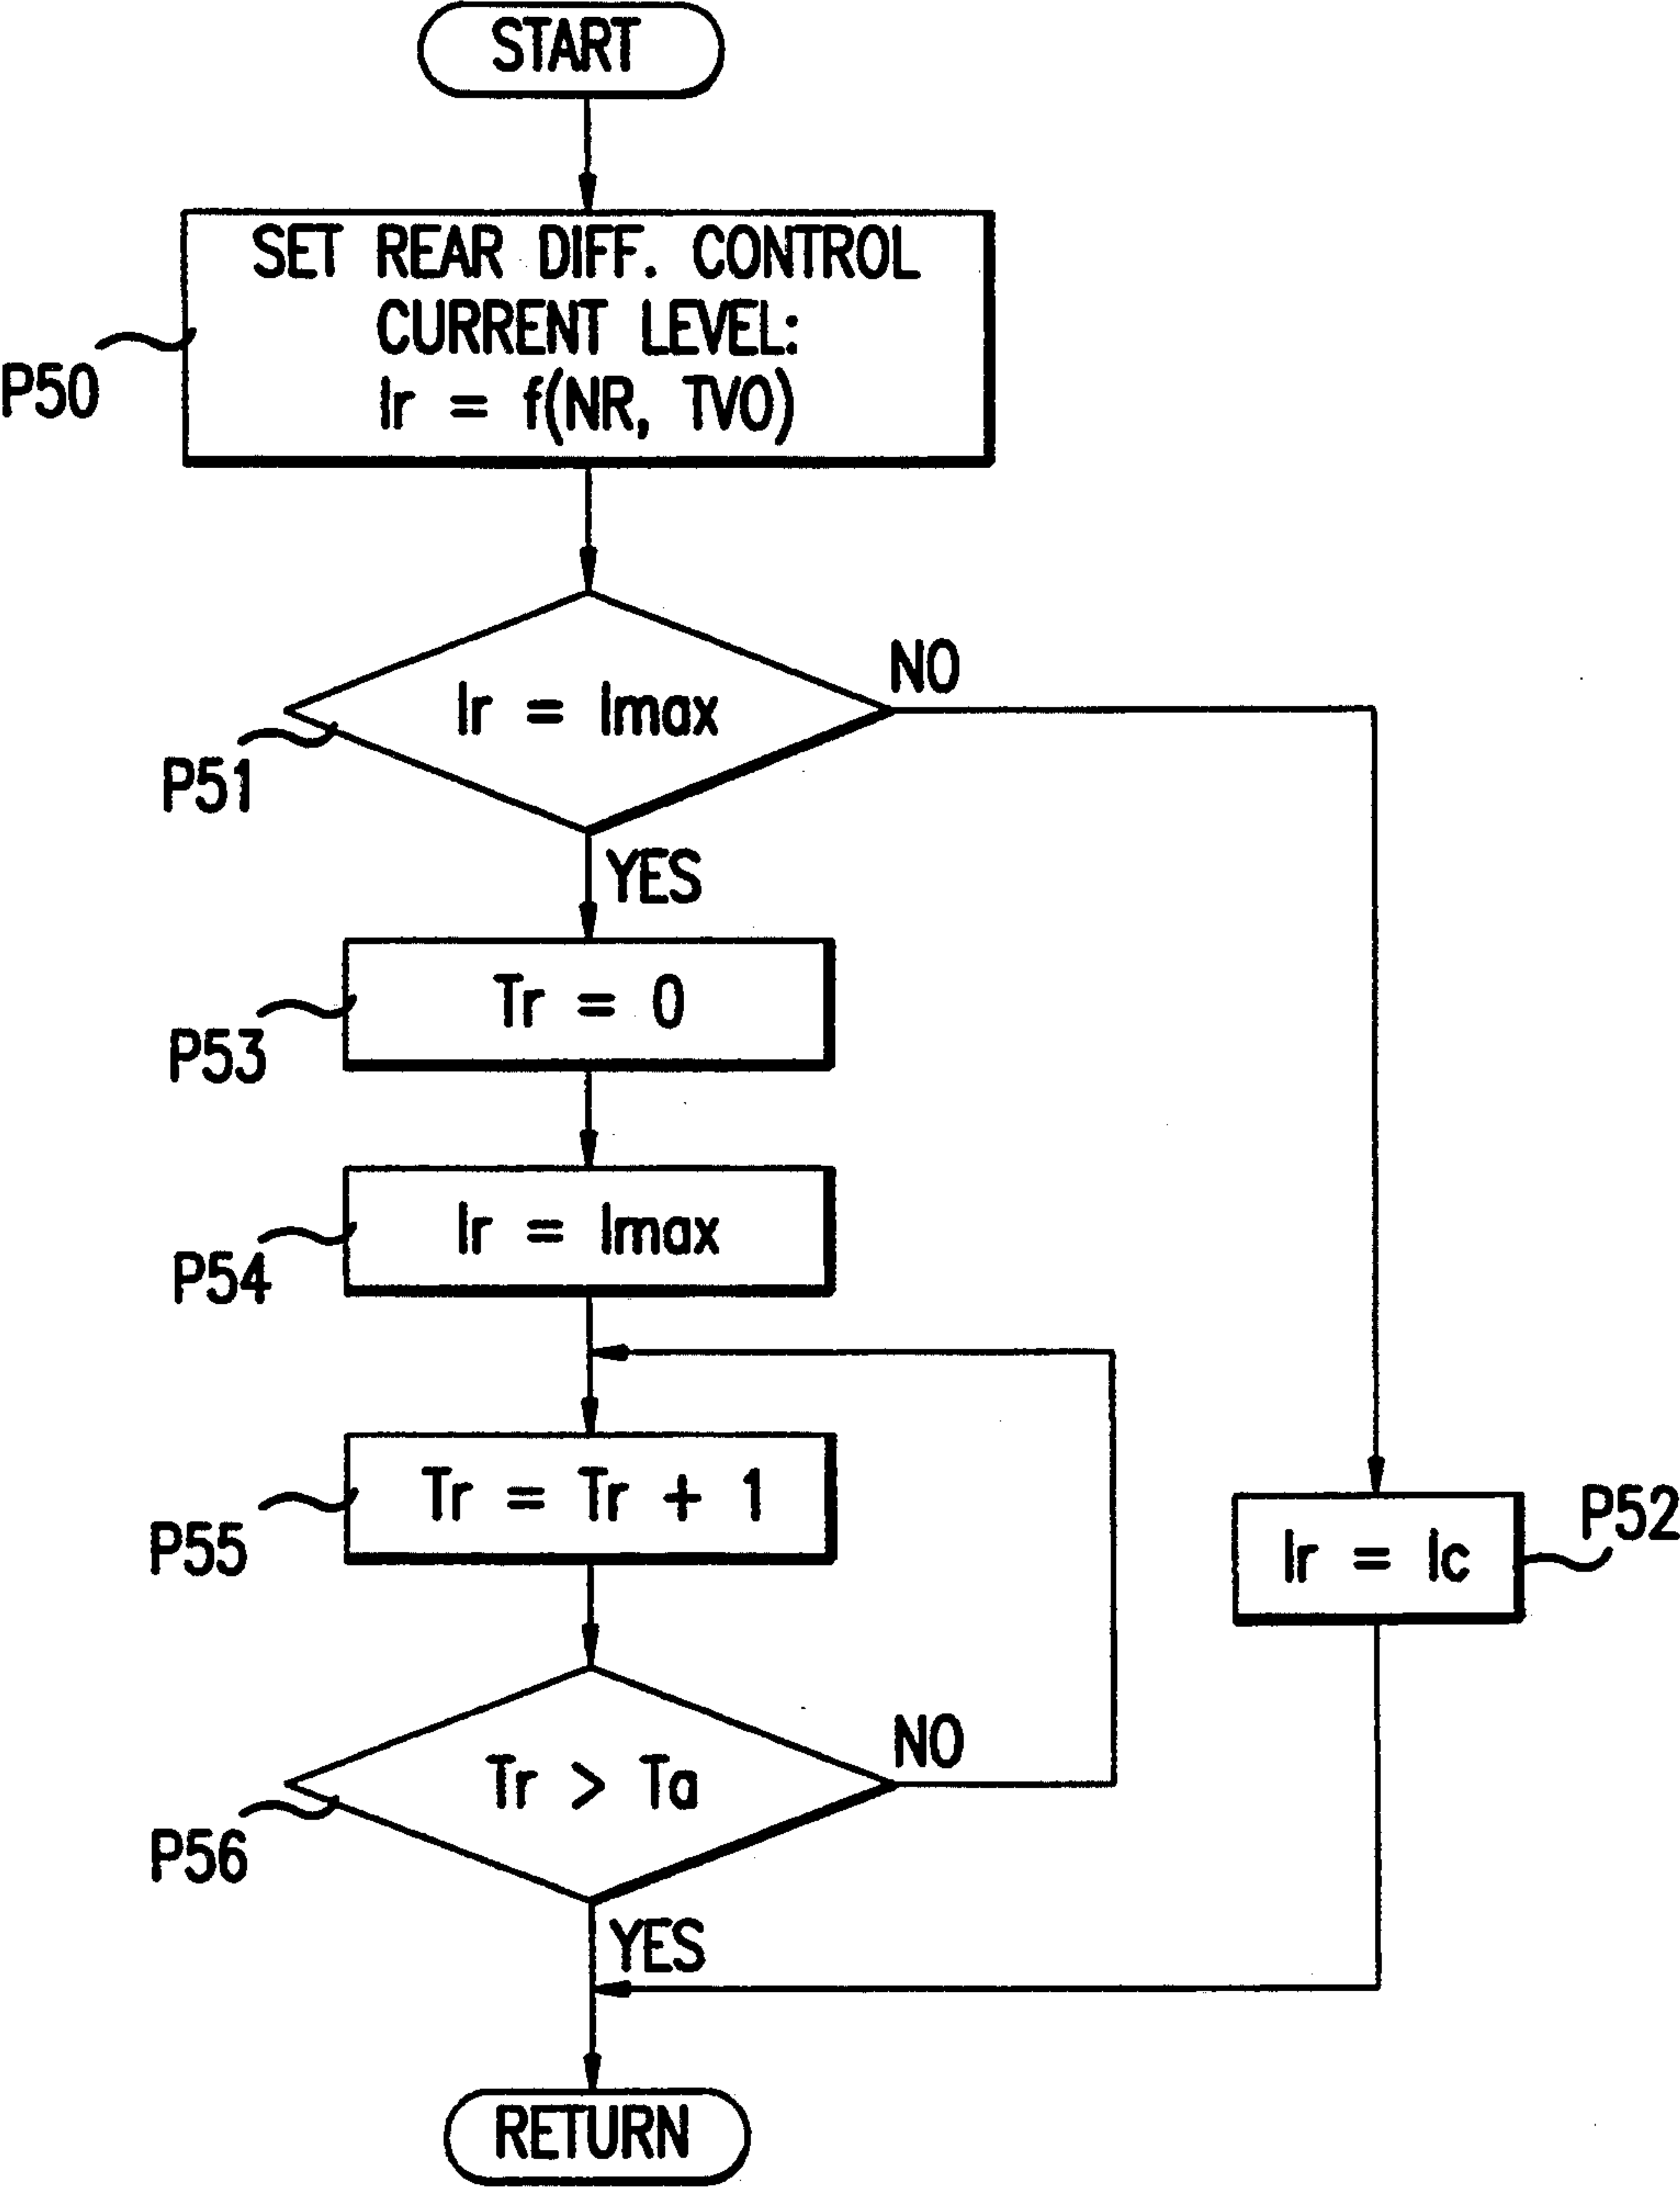 START
SET REAR DIFF. CONTROL
CURRENT LEVEL:
Ir = f(NR, TVO)
P50
Ir = Imax
NO
P51
YES
Tr = 0
P53
Ir = Imax
P54
Tr = Tr + 1
P55
Ir = Ic
P52
Tr > Ta
NO
P56
YES
RETURN